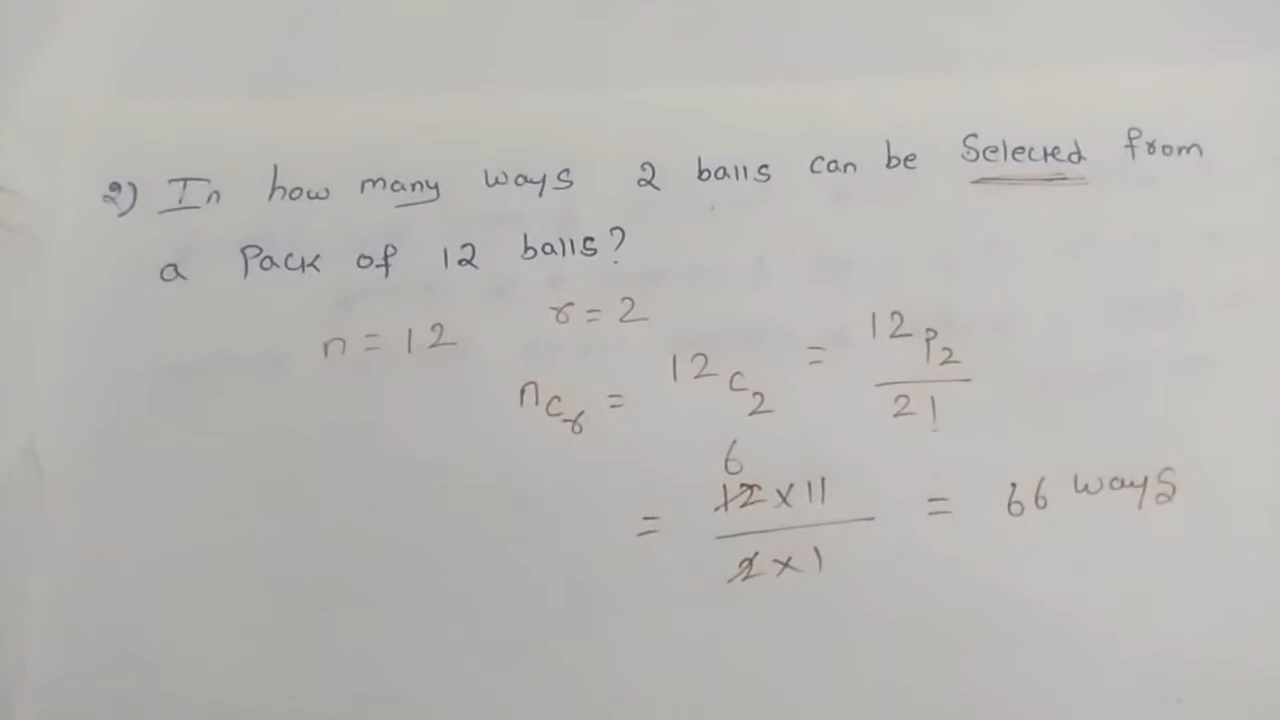 2) In how many ways 2 balls can be Selected from
a Pack of 12 balls?
n = 12 r = 2
nCr = 12C2 = 12P2 / 2!
= 6 12 x 11 / 2 x 1 = 66 ways